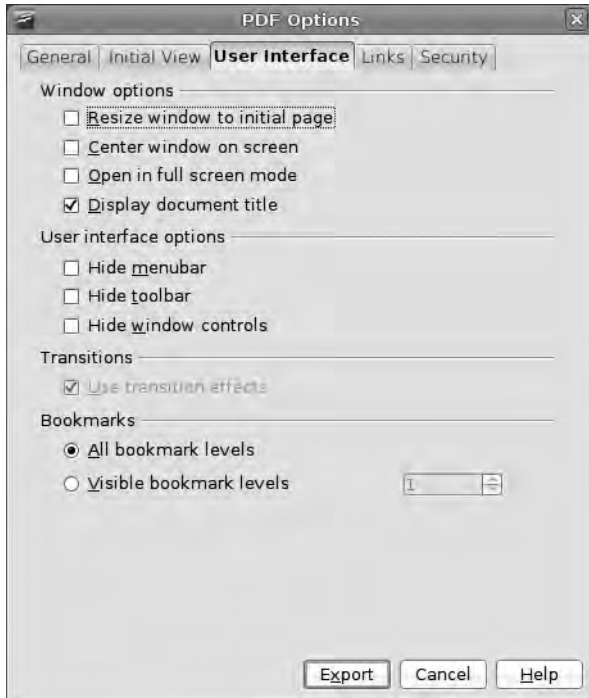 PDF Options
General Initial View User Interface Links Security
Window options
Resize window to initial page
Center window on screen
Open in full screen mode
Display document title
User interface options
Hide menubar
Hide toolbar
Hide window controls
Transitions
Use transition effects
Bookmarks
All bookmark levels
Visible bookmark levels 1
Export Cancel Help